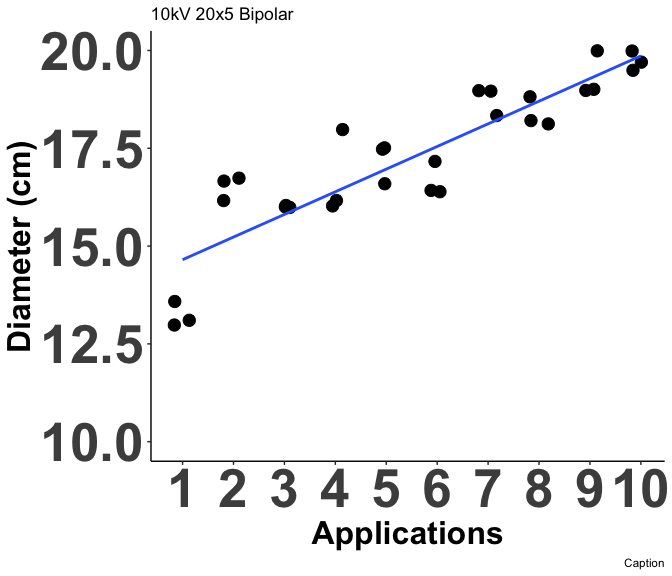 10kV 20x5 Bipolar
20.0
17.5
15.0
12.5
10.0
Diameter (cm)
1 2 3 4 5 6 7 8 9 10
Applications
Caption